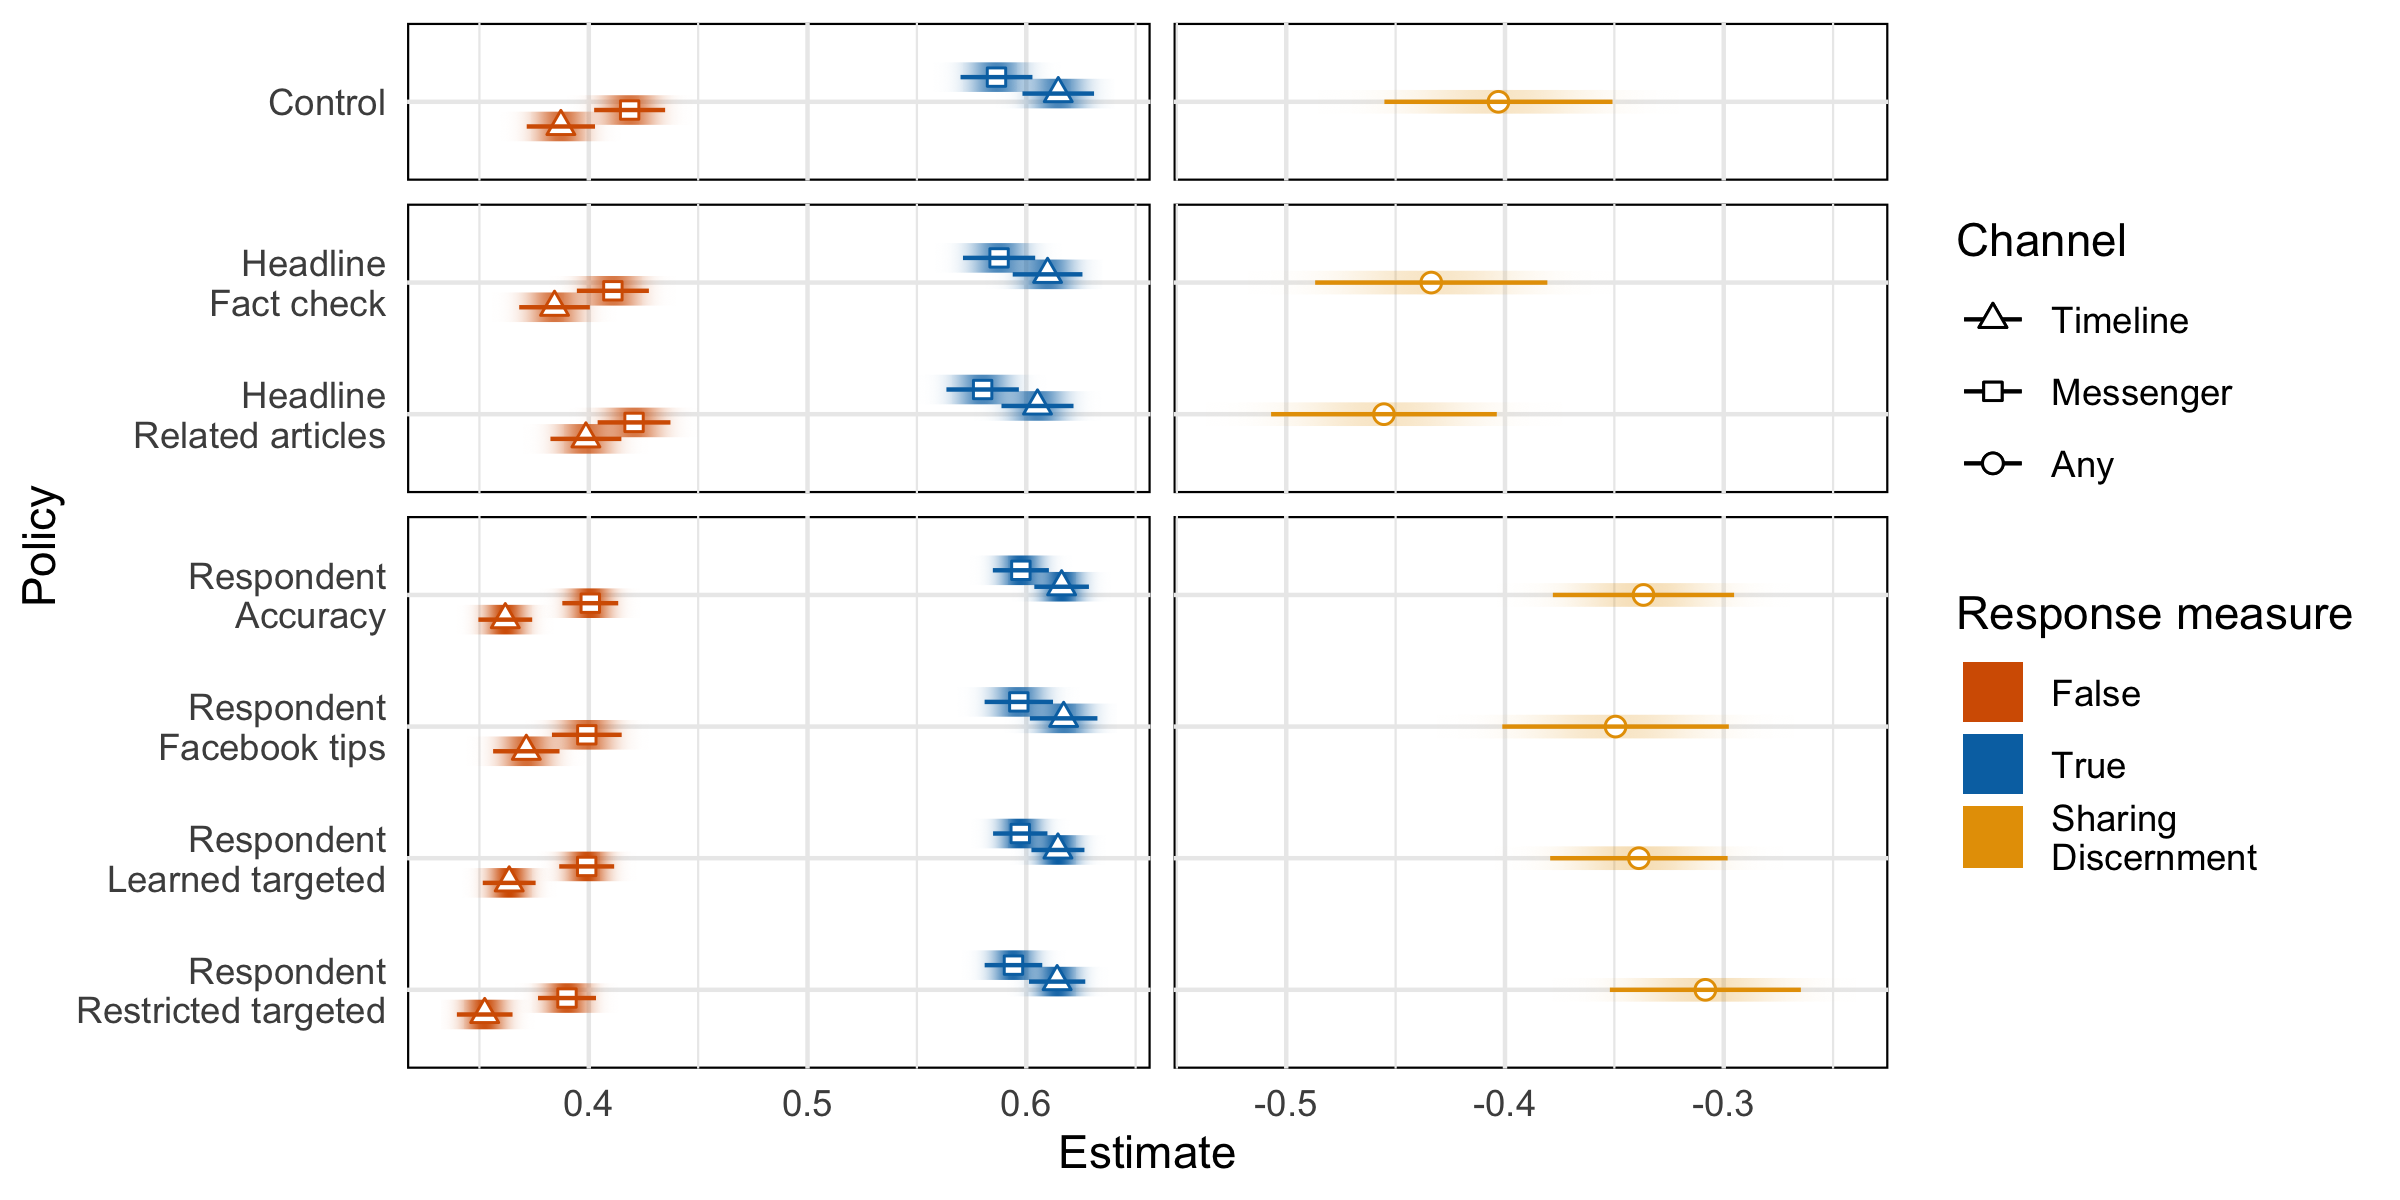 Control
Headline
Fact check
Headline
Related articles
Respondent
Accuracy
Respondent
Facebook tips
Respondent
Learned targeted
Respondent
Restricted targeted
Policy
0.4 0.5 0.6 -0.5 -0.4 -0.3
Estimate
Channel
Timeline
Messenger
Any
Response measure
False
True
Sharing
Discernment